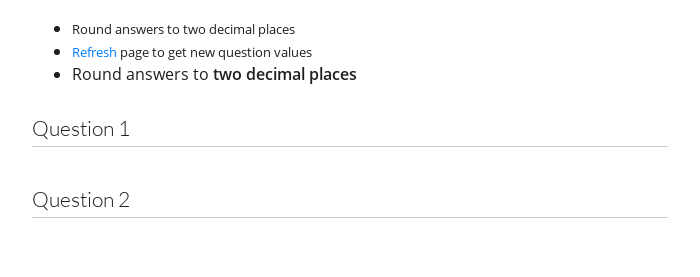 Round answers to two decimal places
Refresh page to get new question values
Round answers to two decimal places
Question 1
Question 2